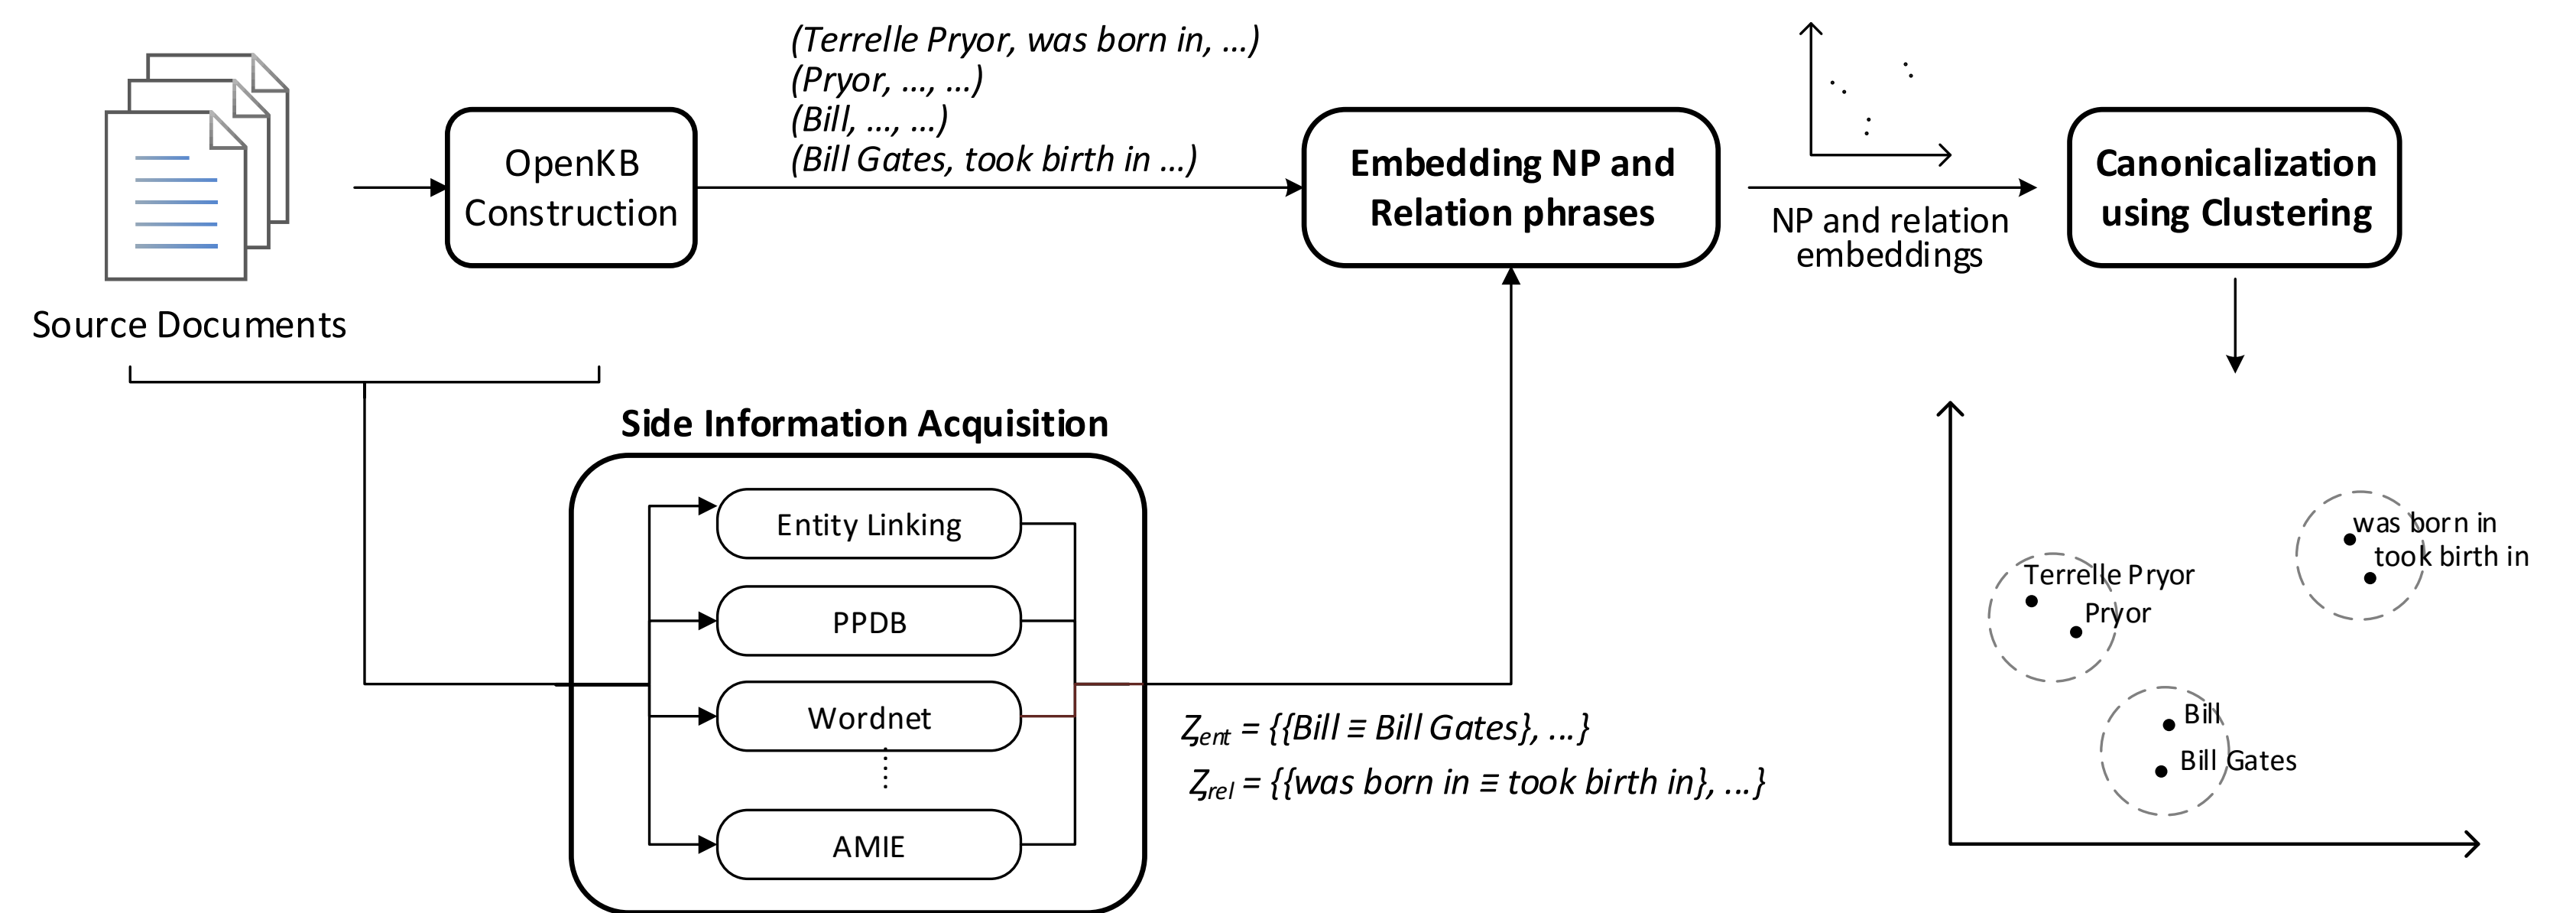 (Terrelle Pryor, was born in, ...)
(Pryor, ..., ...)
(Bill, ..., ...)
(Bill Gates, took birth in ...)
OpenKB
Construction
Embedding NP and
Relation phrases
NP and relation
embeddings
Canonicalization
using Clustering
Source Documents
Side Information Acquisition
Entity Linking
PPDB
Wordnet
AMIE
Ȥent = {{Bill ≡ Bill Gates}, ...}
Ȥrel = {{was born in ≡ took birth in}, ...}
was born in
took birth in
Terrelle Pryor
Pryor
Bill
Bill Gates